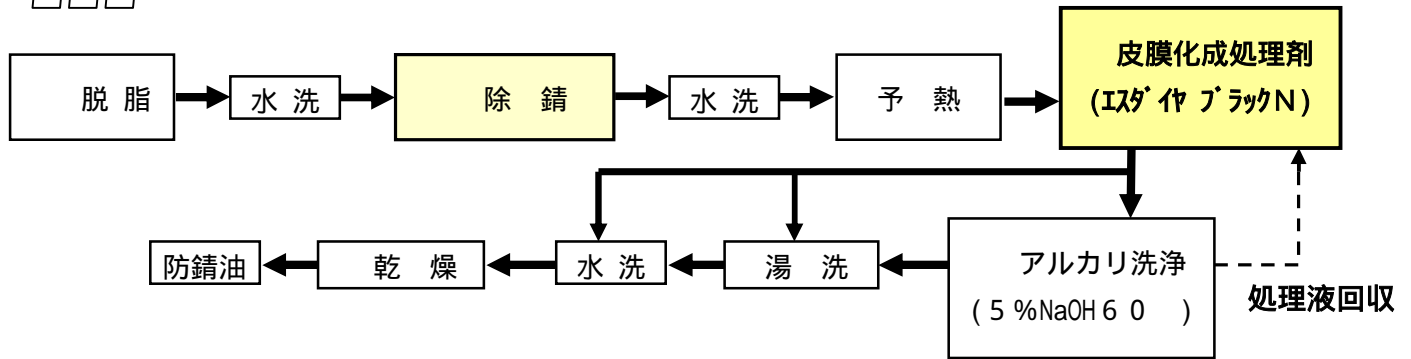 脱 脂
水 洗
除 錆
水 洗
予 熱
皮膜化成処理剤
(ｴｽﾀﾞｲﾔ ﾌﾞﾗｯｸＮ)
防錆油
乾 燥
水 洗
湯 洗
アルカリ洗浄
(５%NaOH６０ )
処理液回収